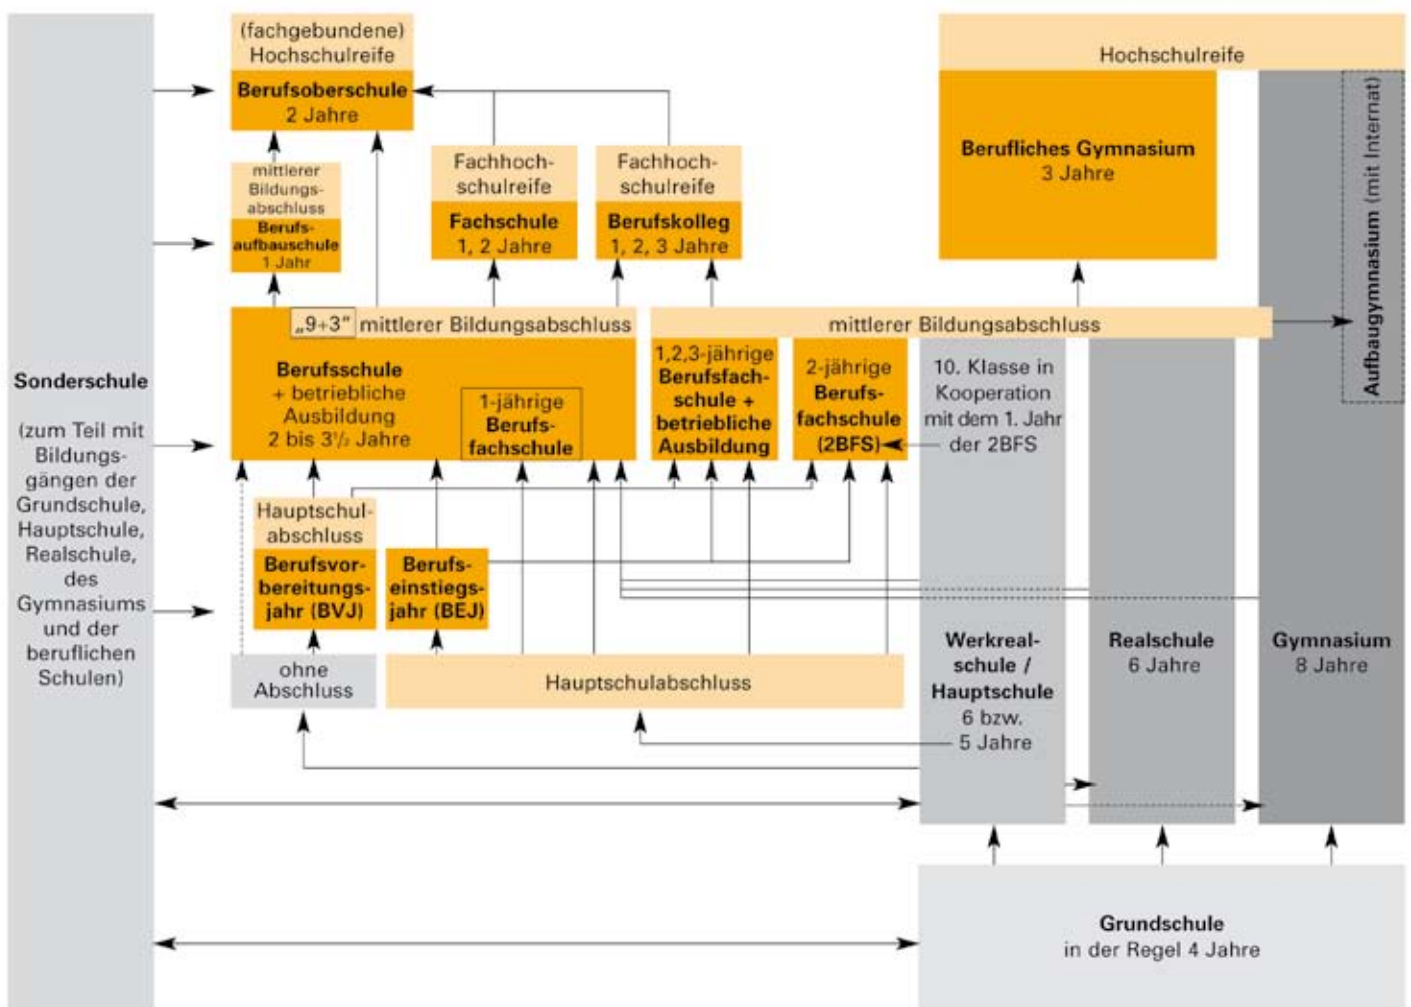 Sonderschule
(zum Teil mit
Bildungs-
gängen der
Grundschule,
Hauptschule,
Realschule,
des
Gymnasiums
und der
beruflichen
Schulen)
(fachgebundene)
Hochschulreife
Berufsoberschule
2 Jahre
mittlerer
Bildungs-
abschluss
Berufs-
aufbauschule
1 Jahr
Fachhoch-
schulreife
Fachschule
1, 2 Jahre
Fachhoch-
schulreife
Berufskolleg
1, 2, 3 Jahre
Hochschulreife
Berufliches Gymnasium
3 Jahre
Aufbaugymnasium (mit Internat)
„9+3“ mittlerer Bildungsabschluss
Berufsschule
+ betriebliche
Ausbildung
2 bis 3½ Jahre
1-jährige
Berufs-
fachschule
mittlerer Bildungsabschluss
1,2,3-jährige
Berufsfach-
schule +
betriebliche
Ausbildung
2-jährige
Berufs-
fachschule
(2BFS)
10. Klasse in
Kooperation
mit dem 1. Jahr
der 2BFS
Hauptschul-
abschluss
Berufsvor-
bereitungs-
jahr (BVJ)
Berufs-
einstiegs-
jahr (BEJ)
ohne
Abschluss
Hauptschulabschluss
Werkreal-
schule /
Hauptschule
6 bzw.
5 Jahre
Realschule
6 Jahre
Gymnasium
8 Jahre
Grundschule
in der Regel 4 Jahre